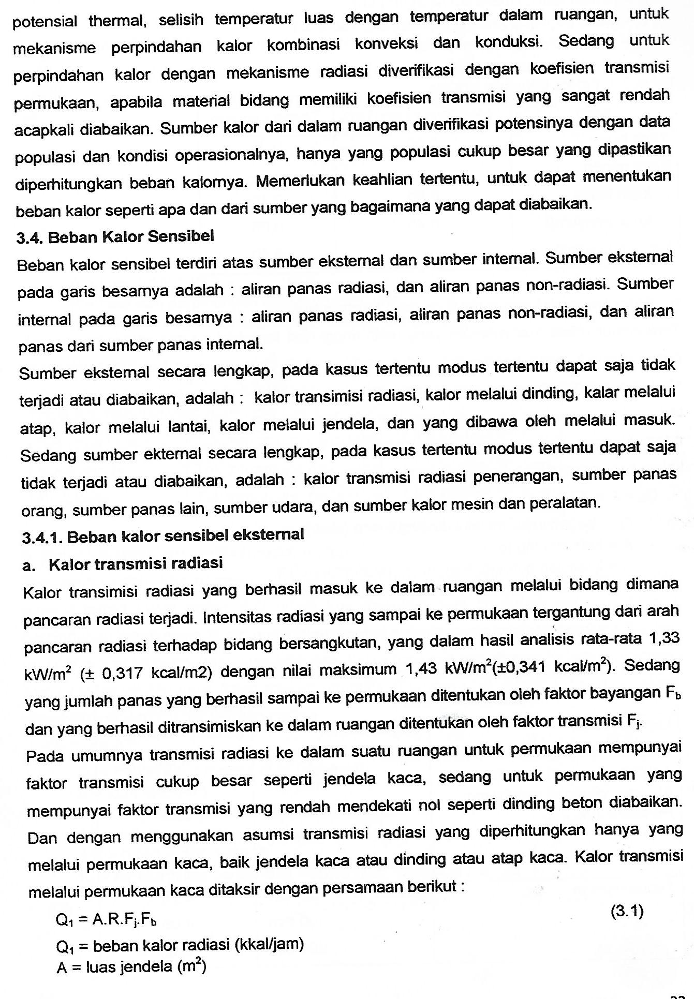 potensial thermal, selisih temperatur luas dengan temperatur dalam ruangan, untuk
mekanisme perpindahan kalor kombinasi konveksi dan konduksi. Sedang untuk
perpindahan kalor dengan mekanisme radiasi diverifikasi dengan koefisien transmisi
permukaan, apabila material bidang memiliki koefisien transmisi yang sangat rendah
acapkali diabaikan. Sumber kalor dari dalam ruangan diverifikasi potensinya dengan data
populasi dan kondisi operasionalnya, hanya yang populasi cukup besar yang dipastikan
diperhitungkan beban kalornya. Memerlukan keahlian tertentu, untuk dapat menentukan
beban kalor seperti apa dan dari sumber yang bagaimana yang dapat diabaikan.
3.4. Beban Kalor Sensibel
Beban kalor sensibel terdiri atas sumber eksternal dan sumber internal. Sumber eksternal
pada garis besarnya adalah : aliran panas radiasi, dan aliran panas non-radiasi. Sumber
internal pada garis besarnya : aliran panas radiasi, aliran panas non-radiasi, dan aliran
panas dari sumber panas internal.
Sumber eksternal secara lengkap, pada kasus tertentu modus tertentu dapat saja tidak
terjadi atau diabaikan, adalah : kalor transimisi radiasi, kalor melalui dinding, kalar melalui
atap, kalor melalui lantai, kalor melalui jendela, dan yang dibawa oleh melalui masuk.
Sedang sumber ekternal secara lengkap, pada kasus tertentu modus tertentu dapat saja
tidak terjadi atau diabaikan, adalah : kalor transmisi radiasi penerangan, sumber panas
orang, sumber panas lain, sumber udara, dan sumber kalor mesin dan peralatan.
3.4.1. Beban kalor sensibel eksternal
a. Kalor transmisi radiasi
Kalor transimisi radiasi yang berhasil masuk ke dalam ruangan melalui bidang dimana
pancaran radiasi terjadi. Intensitas radiasi yang sampai ke permukaan tergantung dari arah
pancaran radiasi terhadap bidang bersangkutan, yang dalam hasil analisis rata-rata 1,33
kW/m² (± 0,317 kcal/m2) dengan nilai maksimum 1,43 kW/m²(±0,341 kcal/m²). Sedang
yang jumlah panas yang berhasil sampai ke permukaan ditentukan oleh faktor bayangan F_b
dan yang berhasil ditransimiskan ke dalam ruangan ditentukan oleh faktor transmisi F_j.
Pada umumnya transmisi radiasi ke dalam suatu ruangan untuk permukaan mempunyai
faktor transmisi cukup besar seperti jendela kaca, sedang untuk permukaan yang
mempunyai faktor transmisi yang rendah mendekati nol seperti dinding beton diabaikan.
Dan dengan menggunakan asumsi transmisi radiasi yang diperhitungkan hanya yang
melalui permukaan kaca, baik jendela kaca atau dinding atau atap kaca. Kalor transmisi
melalui permukaan kaca ditaksir dengan persamaan berikut :
Q₁ = A.R.F_j.F_b (3.1)
Q₁ = beban kalor radiasi (kkal/jam)
A = luas jendela (m²)